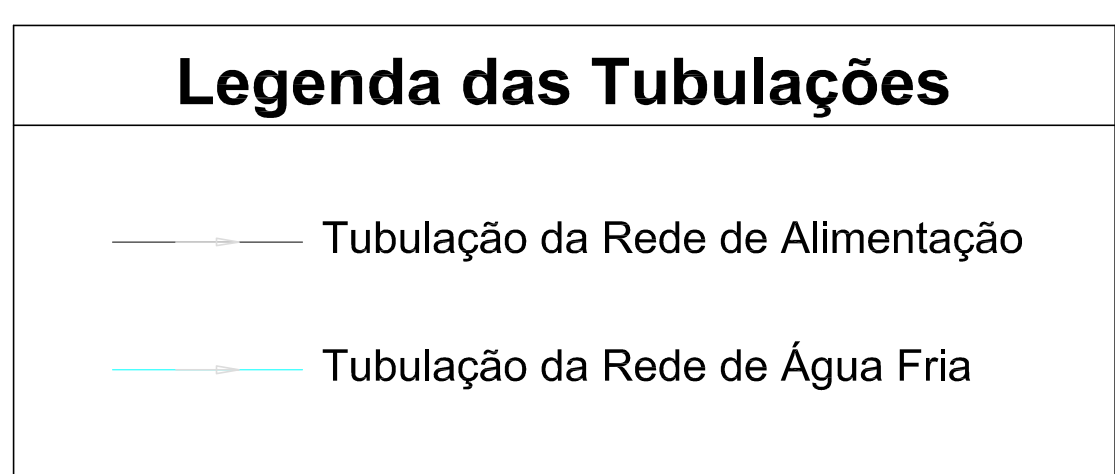 Legenda das Tubulações
Tubulação da Rede de Alimentação
Tubulação da Rede de Água Fria